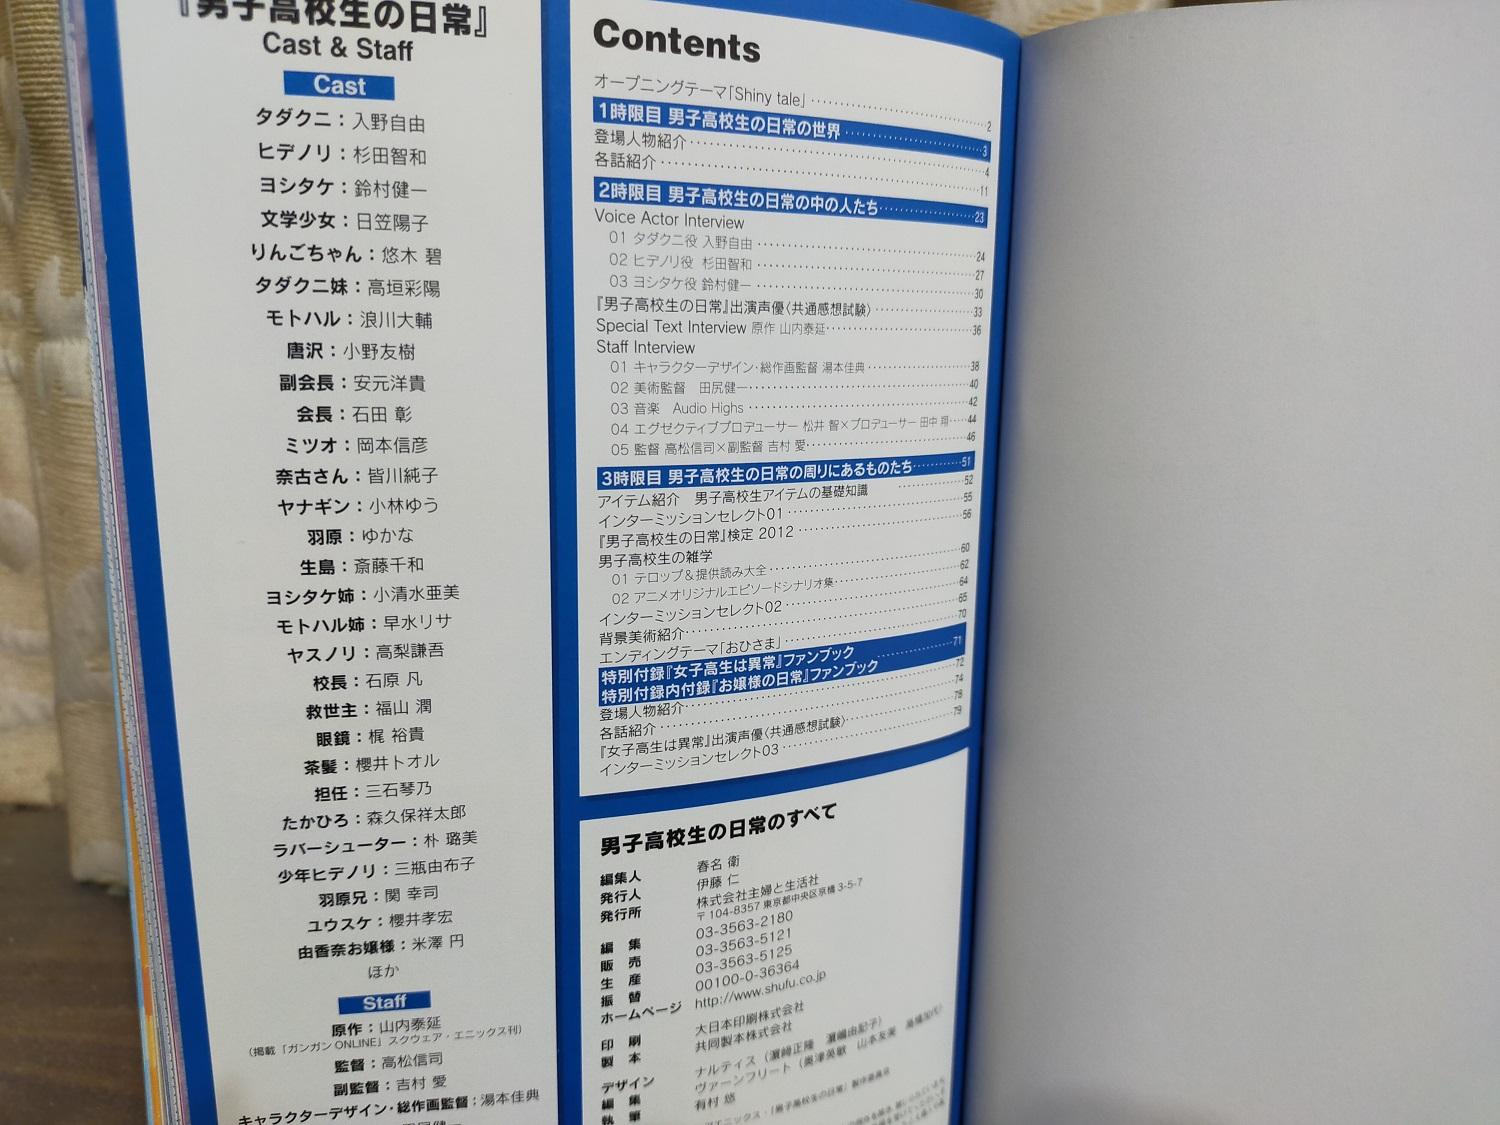 『男子高校生の日常』
Cast & Staff
Cast
タダクニ：入野自由
ヒデノリ：杉田智和
ヨシタケ：鈴村健一
文学少女：日笠陽子
りんごちゃん：悠木 碧
タダクニ妹：高垣彩陽
モトハル：浪川大輔
唐沢：小野友樹
副会長：安元洋貴
会長：石田 彰
ミツオ：岡本信彦
奈古さん：皆川純子
ヤナギン：小林ゆう
羽原：ゆかな
生島：斎藤千和
ヨシタケ姉：小清水亜美
モトハル姉：早水リサ
ヤスノリ：高梨謙吾
校長：石原 凡
救世主：福山 潤
眼鏡：梶 裕貴
茶髪：櫻井トオル
担任：三石琴乃
たかひろ：森久保祥太郎
ラバーシューター：朴 璐美
少年ヒデノリ：三瓶由布子
羽原兄：関 幸司
ユウスケ：櫻井孝宏
由香奈お嬢様：米澤 円
ほか
Staff
原作：山内泰延
（掲載「ガンガンONLINE」スクウェア・エニックス刊）
監督：高松信司
副監督：吉村 愛
キャラクターデザイン・総作画監督：湯本佳典
Contents
オープニングテーマ「Shiny tale」 2
1時限目 男子高校生の日常の世界 3
登場人物紹介 4
各話紹介 11
2時限目 男子高校生の日常の中の人たち 23
Voice Actor Interview
01 タダクニ役 入野自由 24
02 ヒデノリ役 杉田智和 27
03 ヨシタケ役 鈴村健一 30
『男子高校生の日常』出演声優〈共通感想試験〉 33
Special Text Interview 原作 山内泰延 36
Staff Interview
01 キャラクターデザイン・総作画監督 湯本佳典 38
02 美術監督 田尻健一 40
03 音楽 Audio Highs 42
04 エグゼクティブプロデューサー 松井 智×プロデューサー 田中 翔 44
05 監督 高松信司×副監督 吉村 愛 46
3時限目 男子高校生の日常の周りにあるものたち 51
アイテム紹介 男子高校生アイテムの基礎知識 52
インターミッションセレクト01 55
『男子高校生の日常』検定 2012 56
男子高校生の雑学
01 テロップ＆提供読み大全 60
02 アニメオリジナルエピソードシナリオ集 62
インターミッションセレクト02 64
背景美術紹介 65
エンディングテーマ「おひさま」 70
特別付録『女子高生は異常』ファンブック 71
特別付録内付録『お嬢様の日常』ファンブック
登場人物紹介 72
各話紹介 74
『女子高生は異常』出演声優〈共通感想試験〉 78
インターミッションセレクト03 79
男子高校生の日常のすべて
編集人 春名 衛
発行人 伊藤 仁
発行所 株式会社主婦と生活社
〒104-8357 東京都中央区京橋 3-5-7
編 集 03-3563-2180
販 売 03-3563-5121
生 産 03-3563-5125
振 替 00100-0-36364
ホームページ http://www.shufu.co.jp
印 刷 大日本印刷株式会社
製 本 共同製本株式会社
デザイン ナルティス
編 集 ヴァーンフリート
執 筆 有村 悠